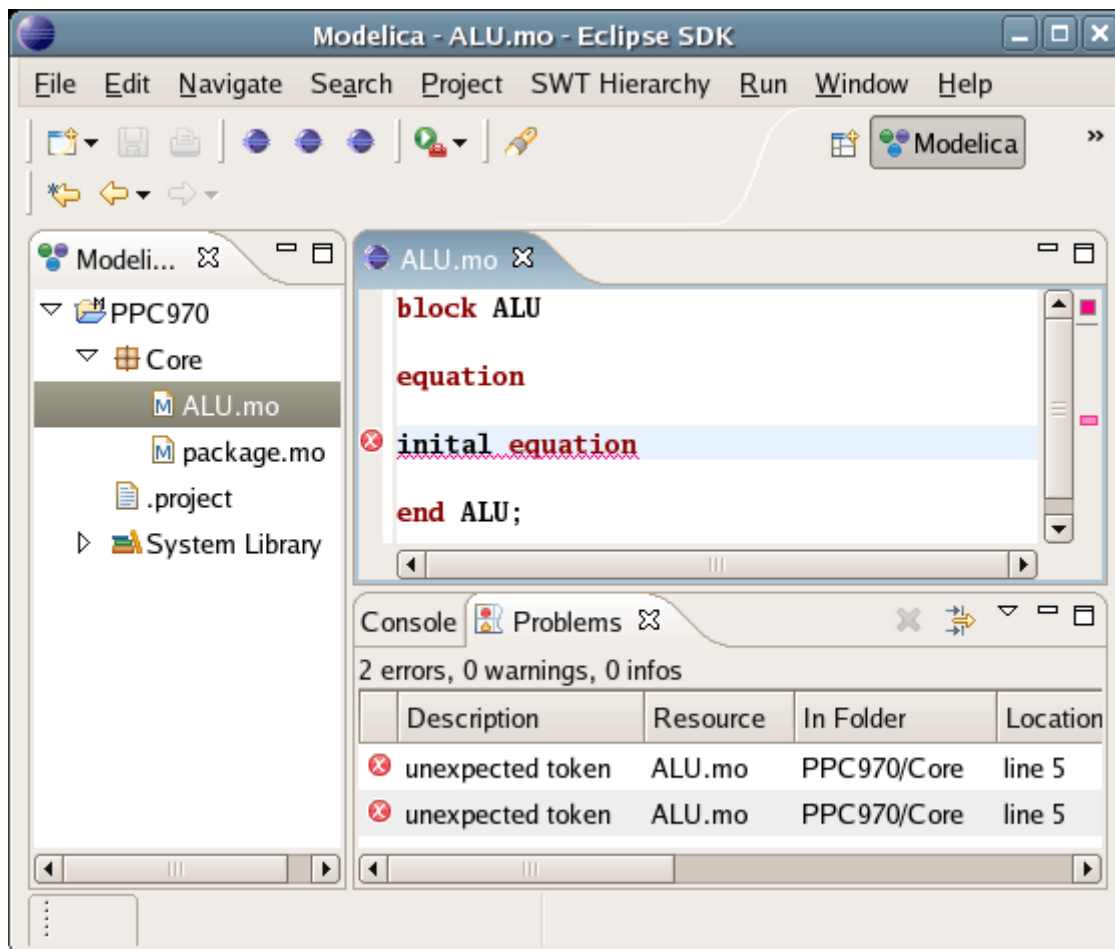 Modelica - ALU.mo - Eclipse SDK
File Edit Navigate Search Project SWT Hierarchy Run Window Help
Modelica »
Modeli...
PPC970
Core
ALU.mo
package.mo
.project
System Library
ALU.mo
block ALU
equation
inital equation
end ALU;
Console Problems
2 errors, 0 warnings, 0 infos
Description Resource In Folder Location
unexpected token ALU.mo PPC970/Core line 5
unexpected token ALU.mo PPC970/Core line 5